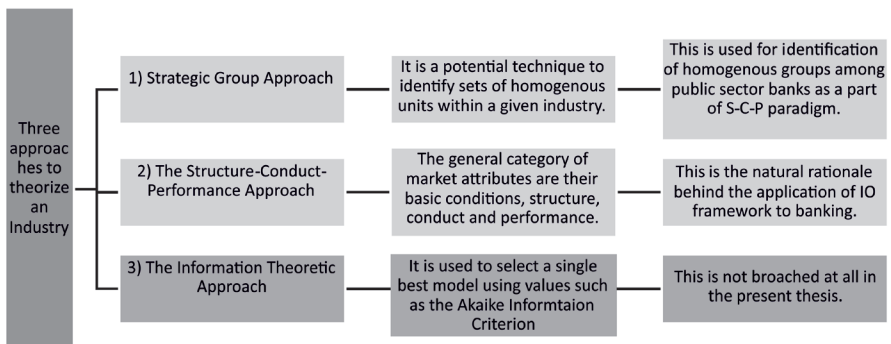 Three
approac
hes to
theorize
an
Industry
1) Strategic Group Approach
It is a potential technique to
identify sets of homogenous
units within a given industry.
This is used for identification
of homogenous groups among
public sector banks as a part
of S-C-P paradigm.
2) The Structure-Conduct-
Performance Approach
The general category of
market attributes are their
basic conditions, structure,
conduct and performance.
This is the natural rationale
behind the application of IO
framework to banking.
3) The Information Theoretic
Approach
It is used to select a single
best model using values such
as the Akaike Informtaion
Criterion
This is not broached at all in
the present thesis.